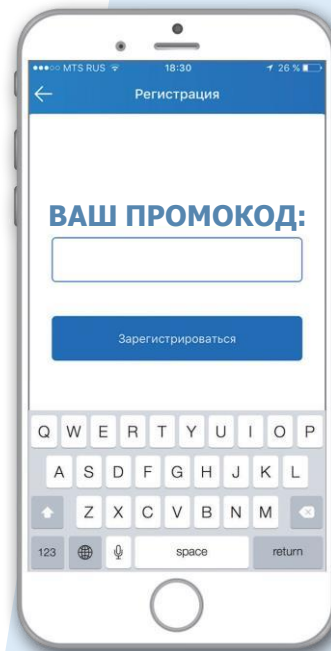 MTS RUS 18:30 26 %
Регистрация
ВАШ ПРОМОКОД:
Зарегистрироваться
Q W E R T Y U I O P
A S D F G H J K L
Z X C V B N M
123 space return